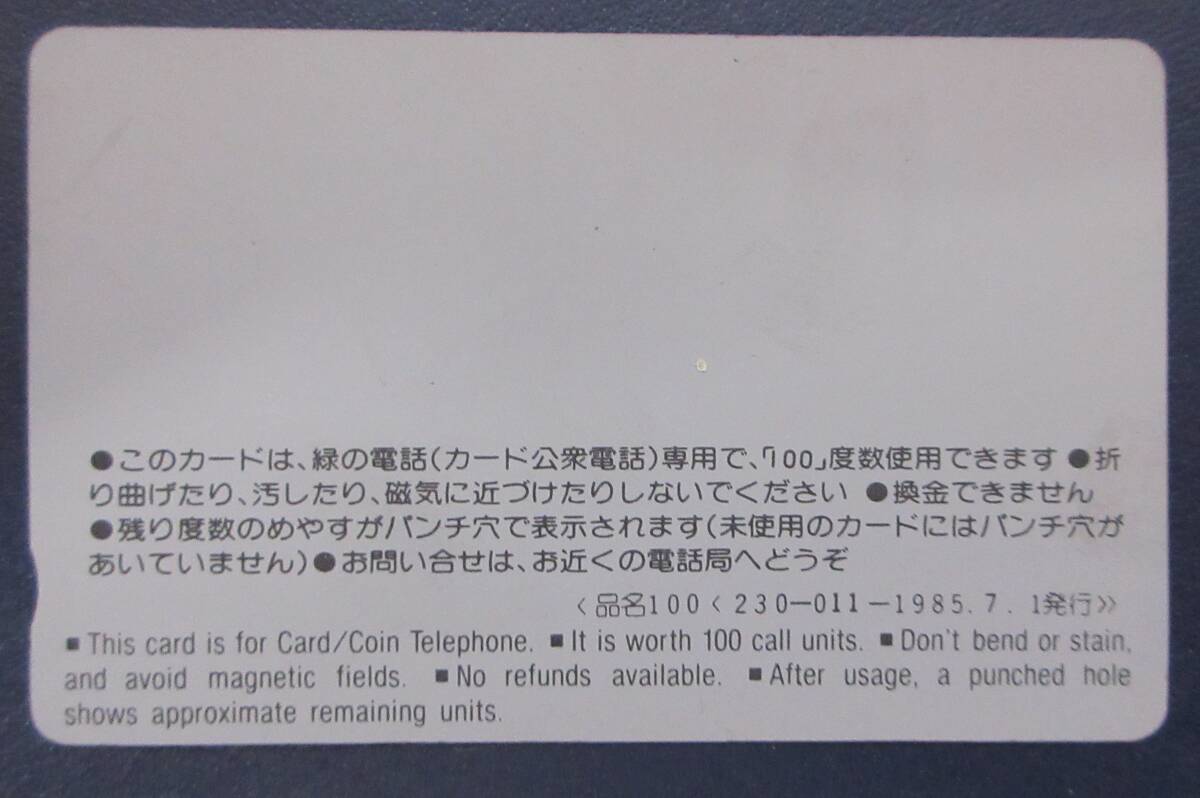 ●このカードは、緑の電話(カード公衆電話)専用で、「100」度数使用できます ●折
り曲げたり、汚したり、磁気に近づけたりしないでください ●換金できません
●残り度数のめやすがパンチ穴で表示されます(未使用のカードにはパンチ穴が
あいていません)●お問い合せは、お近くの電話局へどうぞ
〈品名100〈230—011—1985.7.1発行》
■This card is for Card/Coin Telephone. ■It is worth 100 call units. ■Don't bend or stain,
and avoid magnetic fields. ■No refunds available. ■After usage, a punched hole
shows approximate remaining units.